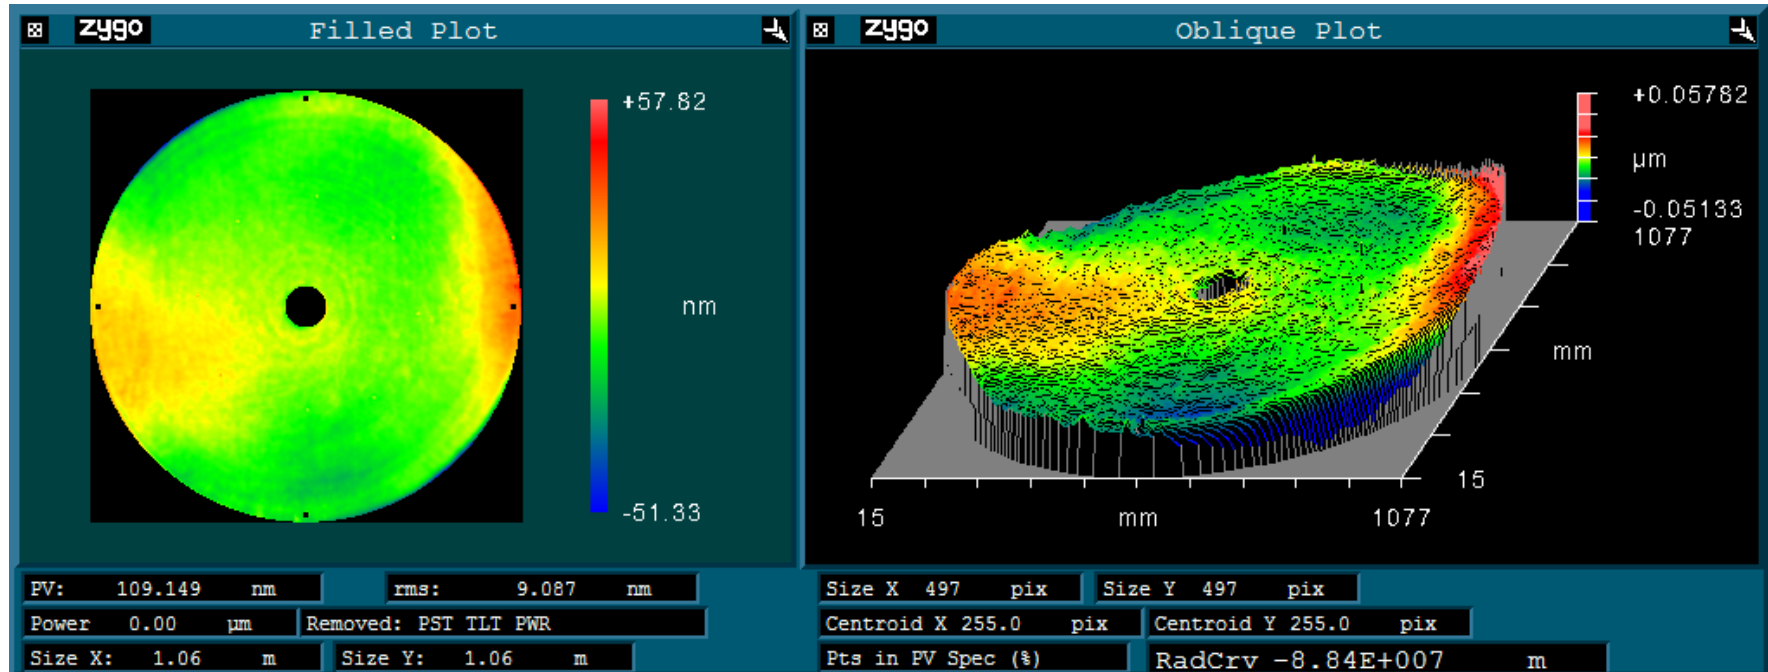 zygo Filled Plot
+57.82
nm
-51.33
zygo Oblique Plot
+0.05782
µm
-0.05133
1077
mm
15
15 mm 1077
PV: 109.149 nm rms: 9.087 nm
Power 0.00 µm Removed: PST TLT PWR
Size X: 1.06 m Size Y: 1.06 m
Size X 497 pix Size Y 497 pix
Centroid X 255.0 pix Centroid Y 255.0 pix
Pts in PV Spec (%) RadCrv -8.84E+007 m